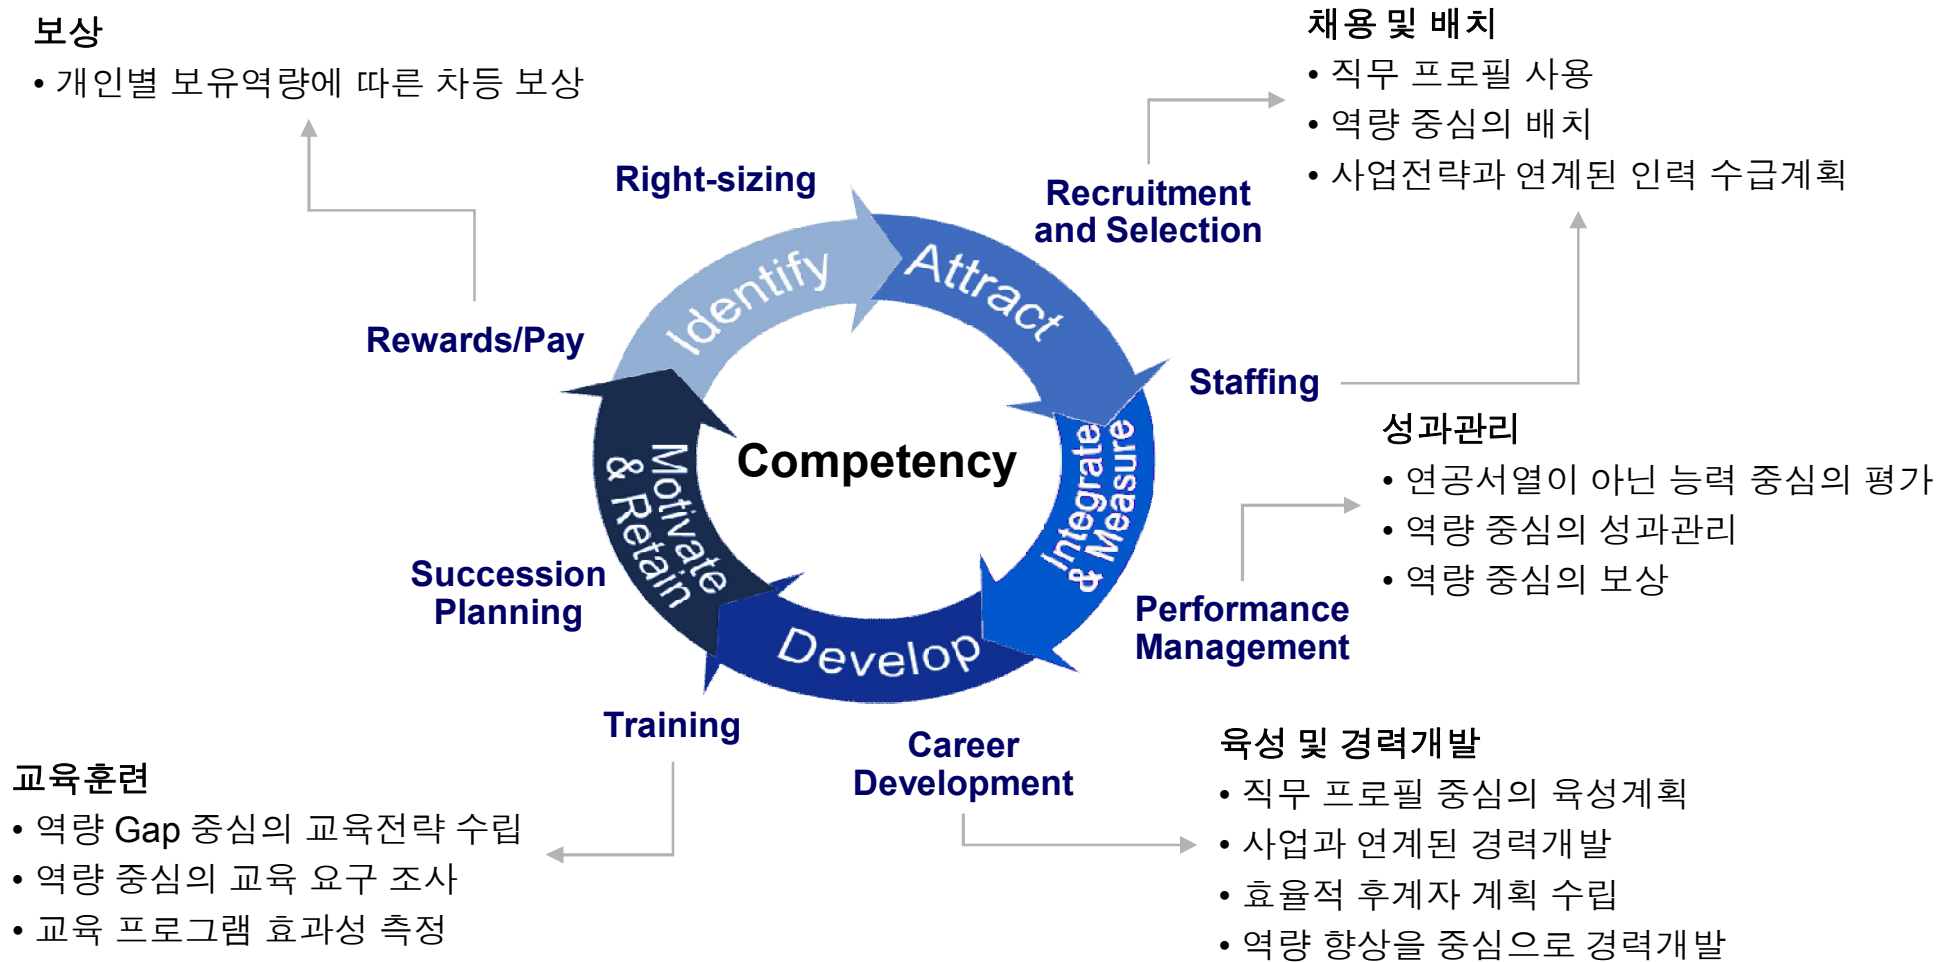 보상
• 개인별 보유역량에 따른 차등 보상
채용 및 배치
• 직무 프로필 사용
• 역량 중심의 배치
• 사업전략과 연계된 인력 수급계획
Right-sizing
Recruitment
and Selection
Rewards/Pay
Staffing
Identify
Attract
Integrate
& Measure
Develop
Motivate
& Retain
Competency
성과관리
• 연공서열이 아닌 능력 중심의 평가
• 역량 중심의 성과관리
• 역량 중심의 보상
Succession
Planning
Performance
Management
Training
Career
Development
교육훈련
• 역량 Gap 중심의 교육전략 수립
• 역량 중심의 교육 요구 조사
• 교육 프로그램 효과성 측정
육성 및 경력개발
• 직무 프로필 중심의 육성계획
• 사업과 연계된 경력개발
• 효율적 후계자 계획 수립
• 역량 향상을 중심으로 경력개발